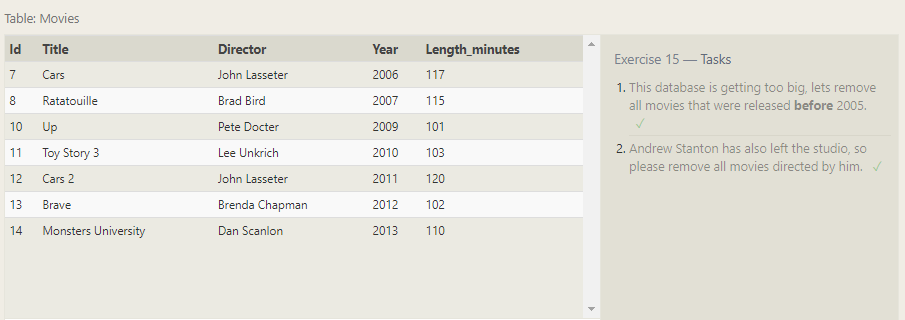 Table: Movies
Id Title Director Year Length_minutes
7 Cars John Lasseter 2006 117
8 Ratatouille Brad Bird 2007 115
10 Up Pete Docter 2009 101
11 Toy Story 3 Lee Unkrich 2010 103
12 Cars 2 John Lasseter 2011 120
13 Brave Brenda Chapman 2012 102
14 Monsters University Dan Scanlon 2013 110
Exercise 15 — Tasks
1. This database is getting too big, lets remove
all movies that were released before 2005.
✓
2. Andrew Stanton has also left the studio, so
please remove all movies directed by him. ✓